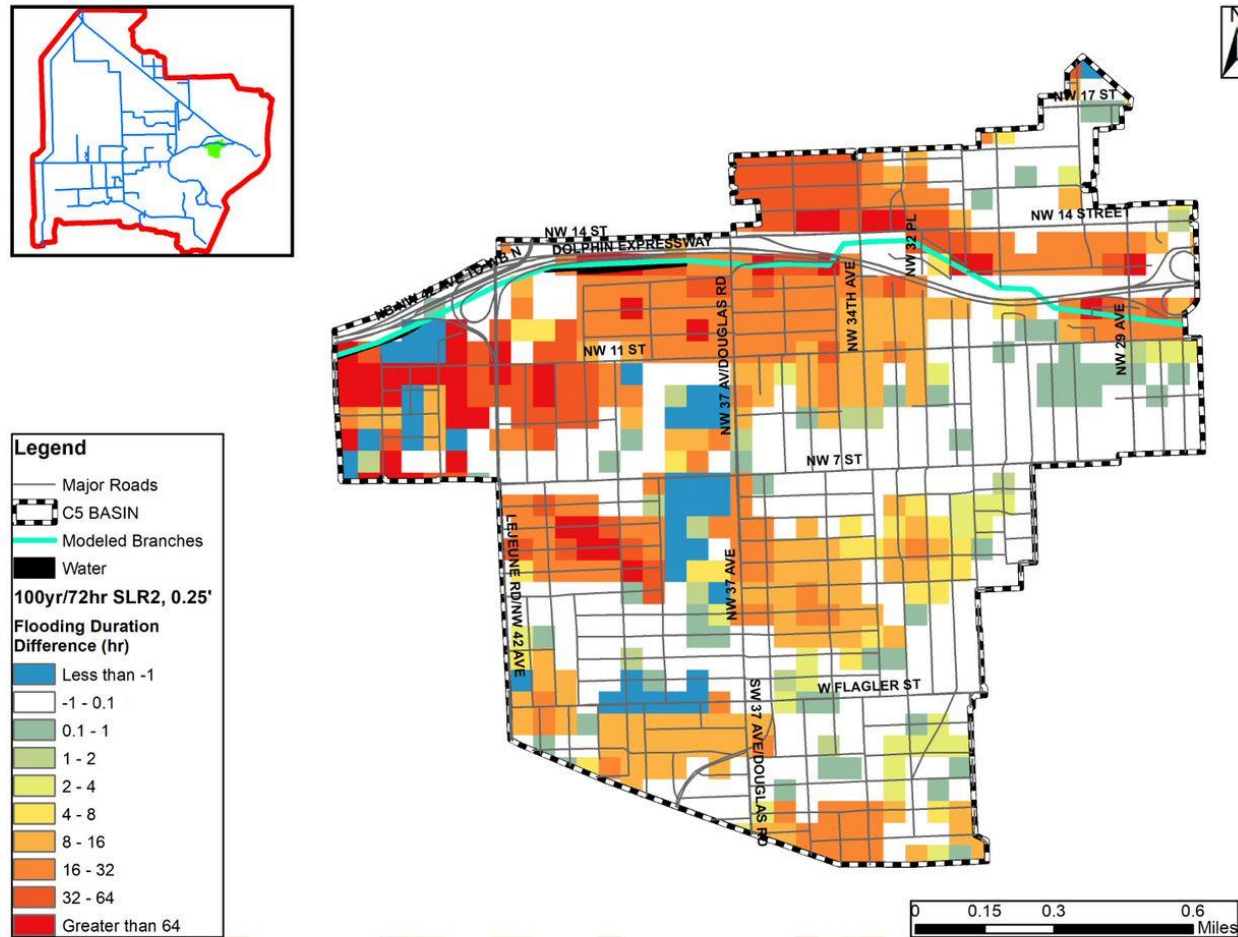 N
NW 17 ST
NW 14 STREET
NW 14 ST
DOLPHIN EXPRESSWAY
NW 32 PL
NW 34TH AVE
NW 37 AV/DOUGLAS RD
NW 11 ST
NW 29 AVE
NW 7 ST
LEJEUNE RD/NW 42 AVE
NW 37 AVE
W FLAGLER ST
SW 37 AVE/DOUGLAS RD
Legend
Major Roads
C5 BASIN
Modeled Branches
Water
100yr/72hr SLR2, 0.25'
Flooding Duration
Difference (hr)
Less than -1
-1 - 0.1
0.1 - 1
1 - 2
2 - 4
4 - 8
8 - 16
16 - 32
32 - 64
Greater than 64
0 0.15 0.3 0.6
Miles